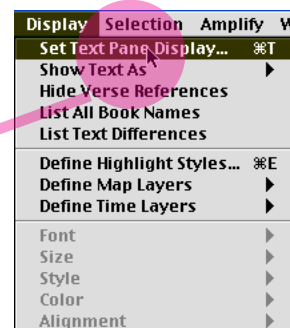 Display Selection Amplify
Set Text Pane Display... ⌘T
Show Text As
Hide Verse References
List All Book Names
List Text Differences
Define Highlight Styles... ⌘E
Define Map Layers
Define Time Layers
Font
Size
Style
Color
Alignment